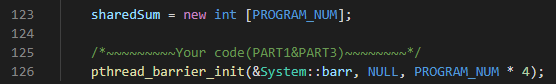 123 sharedSum = new int [PROGRAM_NUM];
124
125 /*~~~~~~~~~Your code(PART1&PART3)~~~~~~~~*/
126 pthread_barrier_init(&System::barr, NULL, PROGRAM_NUM * 4);